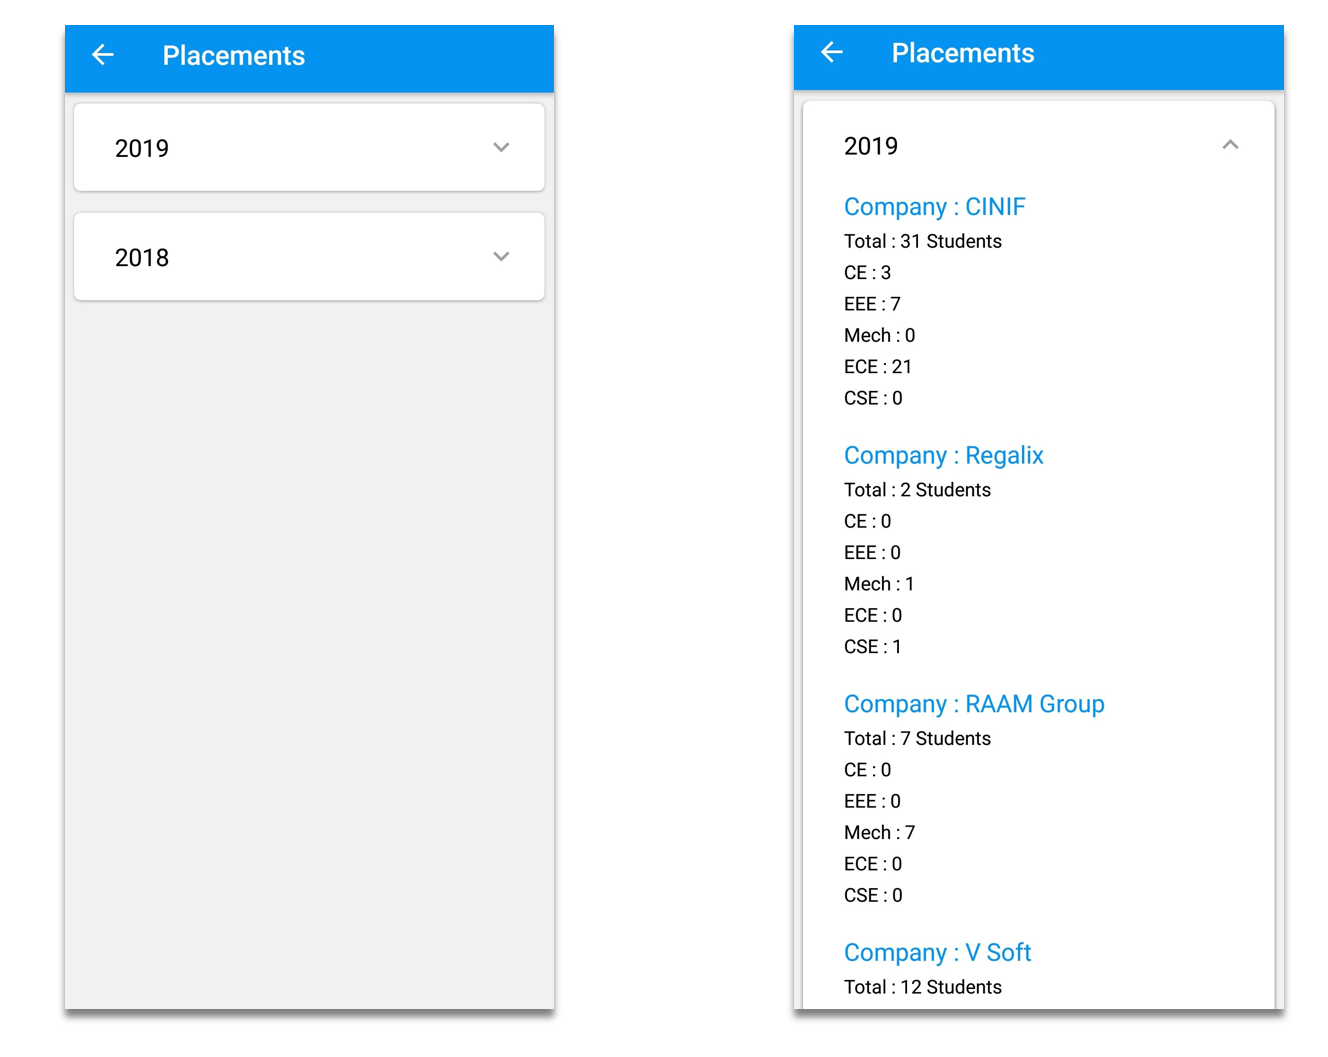 Placements
2019
2018
Placements
2019
Company : CINIF
Total : 31 Students
CE : 3
EEE : 7
Mech : 0
ECE : 21
CSE : 0
Company : Regalix
Total : 2 Students
CE : 0
EEE : 0
Mech : 1
ECE : 0
CSE : 1
Company : RAAM Group
Total : 7 Students
CE : 0
EEE : 0
Mech : 7
ECE : 0
CSE : 0
Company : V Soft
Total : 12 Students